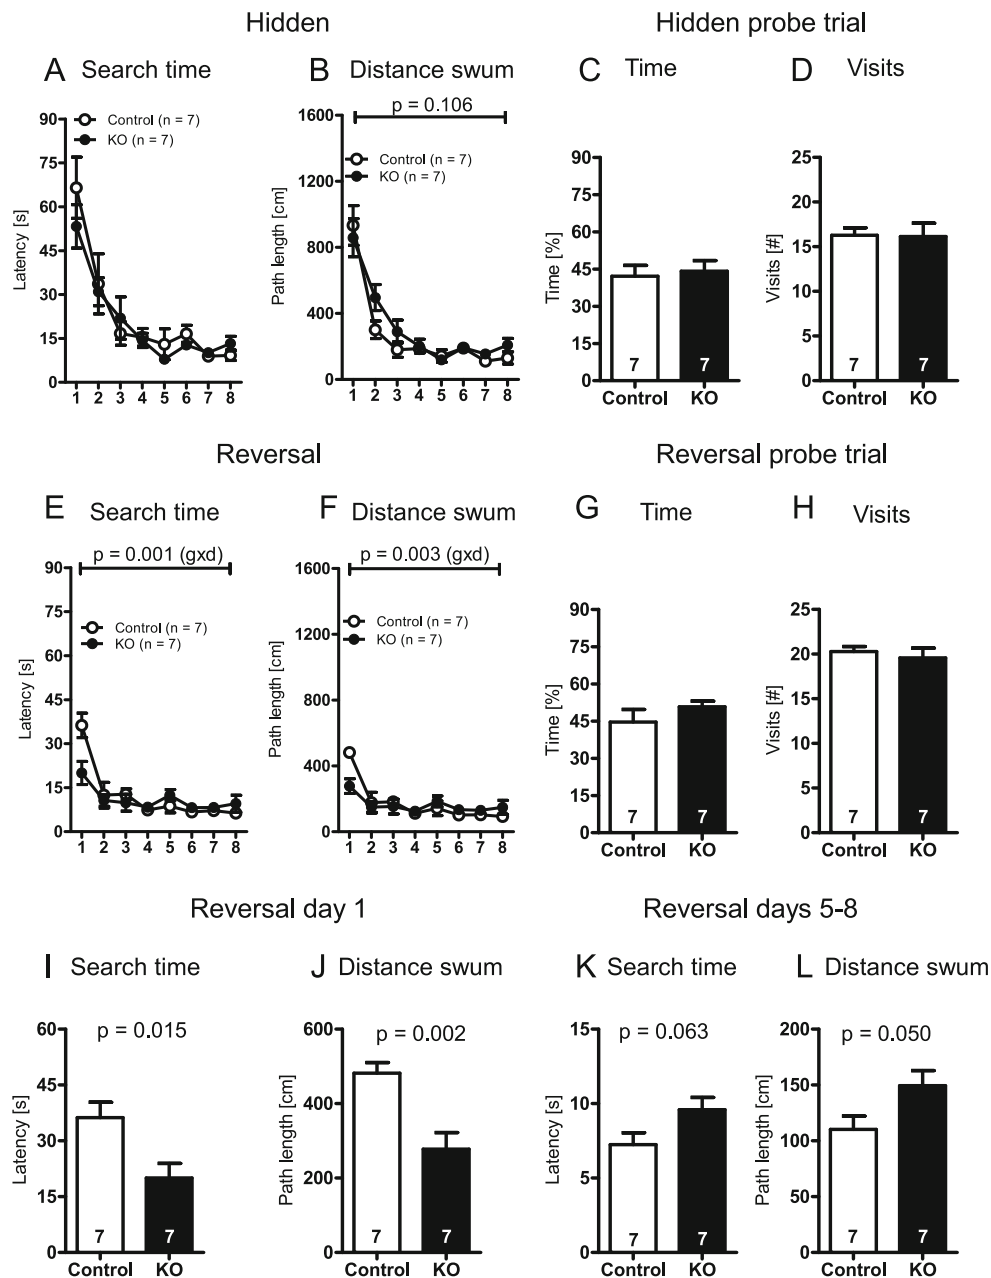 Hidden
Hidden probe trial
A Search time
B Distance swum
C Time
D Visits
p = 0.106
Control (n = 7)
KO (n = 7)
Latency [s]
90
75
60
45
30
15
0
1 2 3 4 5 6 7 8
Control (n = 7)
KO (n = 7)
Path length [cm]
1600
1200
800
400
0
1 2 3 4 5 6 7 8
Time [%]
90
75
60
45
30
15
0
7 7
Control KO
Visits [#]
25
20
15
10
5
0
7 7
Control KO
Reversal
Reversal probe trial
E Search time
F Distance swum
G Time
H Visits
p = 0.001 (gxd)
Control (n = 7)
KO (n = 7)
Latency [s]
90
75
60
45
30
15
0
1 2 3 4 5 6 7 8
p = 0.003 (gxd)
Control (n = 7)
KO (n = 7)
Path length [cm]
1600
1200
800
400
0
1 2 3 4 5 6 7 8
Time [%]
90
75
60
45
30
15
0
7 7
Control KO
Visits [#]
25
20
15
10
5
0
7 7
Control KO
Reversal day 1
Reversal days 5-8
I Search time
J Distance swum
K Search time
L Distance swum
p = 0.015
Latency [s]
60
45
30
15
0
7 7
Control KO
p = 0.002
Path length [cm]
600
400
200
0
7 7
Control KO
p = 0.063
Latency [s]
15
10
5
0
7 7
Control KO
p = 0.050
Path length [cm]
200
150
100
50
0
7 7
Control KO